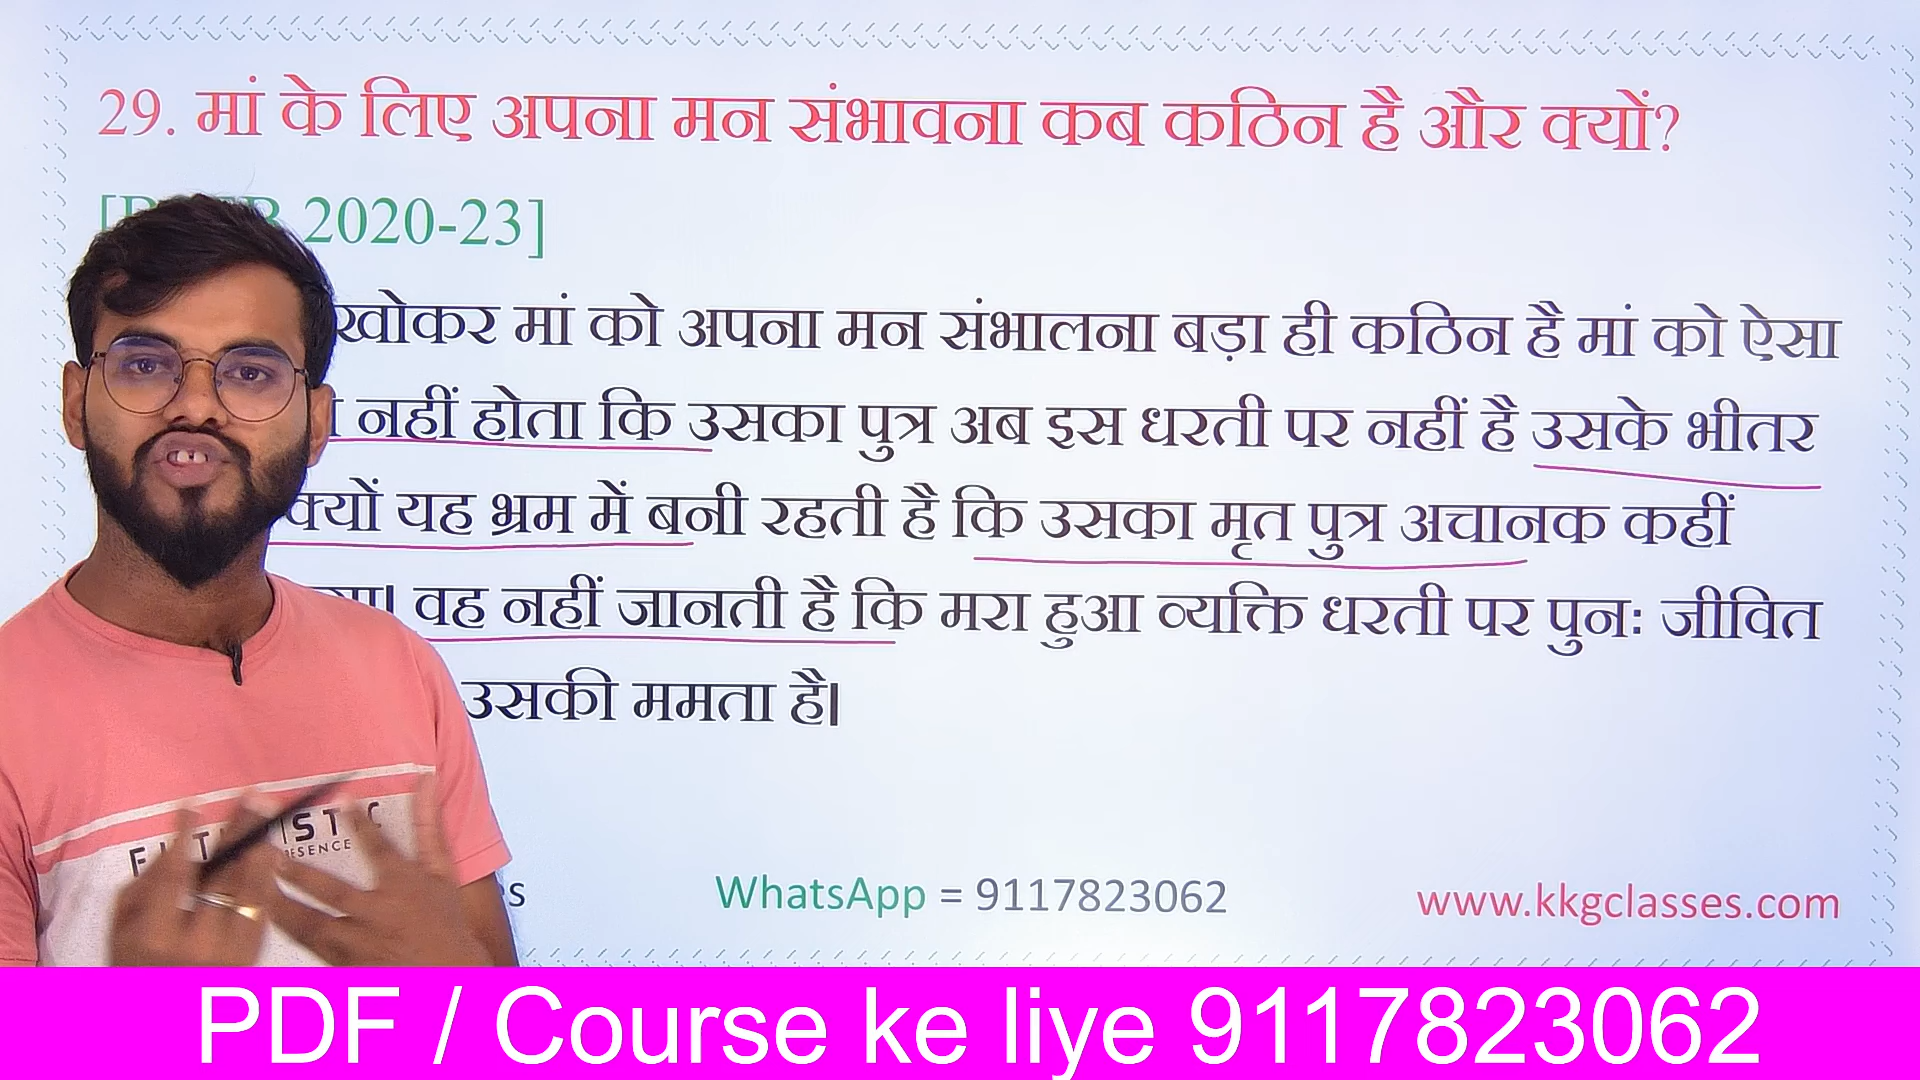 29. मां के लिए अपना मन संभावना कब कठिन है और क्यों?
2020-23]
खोकर मां को अपना मन संभालना बड़ा ही कठिन है मां को ऐसा
नहीं होता कि उसका पुत्र अब इस धरती पर नहीं है उसके भीतर
क्यों यह भ्रम में बनी रहती है कि उसका मृत पुत्र अचानक कहीं
वह नहीं जानती है कि मरा हुआ व्यक्ति धरती पर पुनः जीवित
उसकी ममता है।
WhatsApp = 9117823062
www.kkgclasses.com
PDF / Course ke liye 9117823062